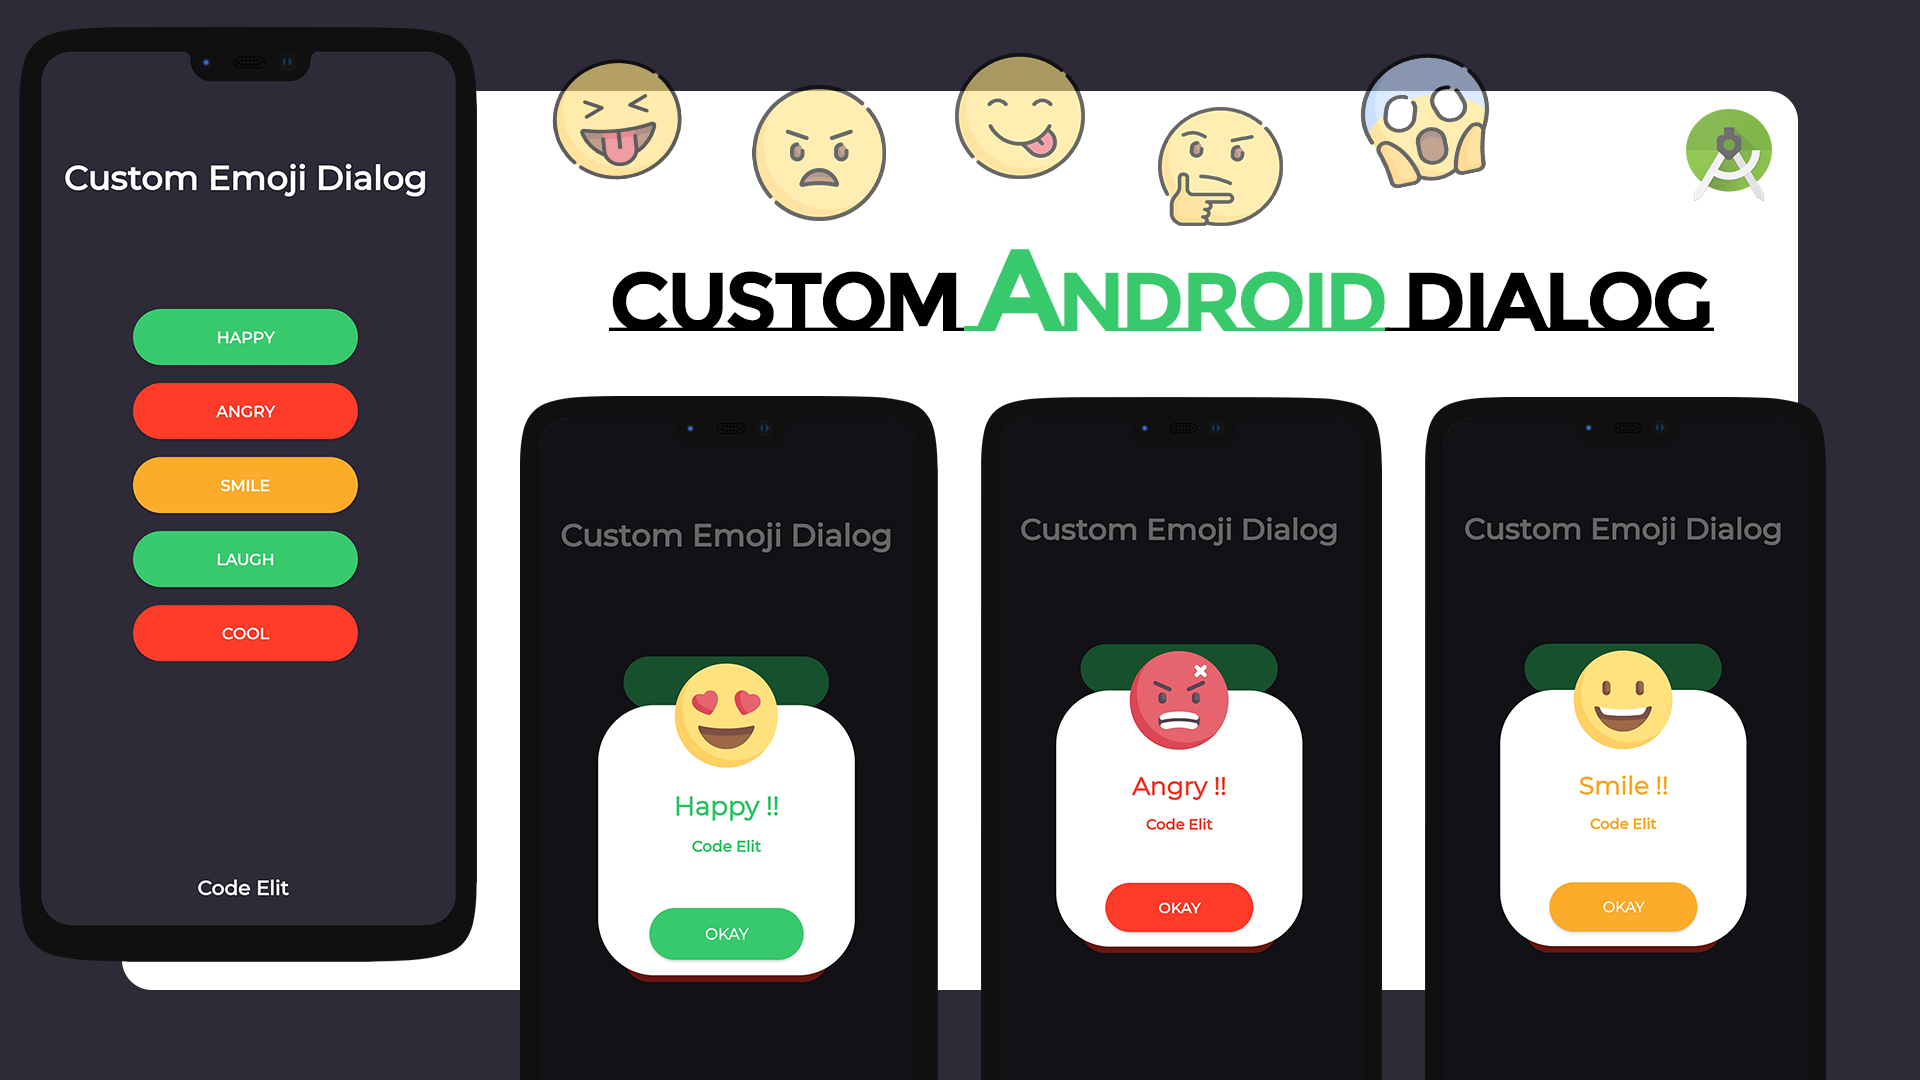 Custom Emoji Dialog
HAPPY
ANGRY
SMILE
LAUGH
COOL
Code Elit
CUSTOM ANDROID DIALOG
Custom Emoji Dialog
Happy !!
Code Elit
OKAY
Custom Emoji Dialog
Angry !!
Code Elit
OKAY
Custom Emoji Dialog
Smile !!
Code Elit
OKAY